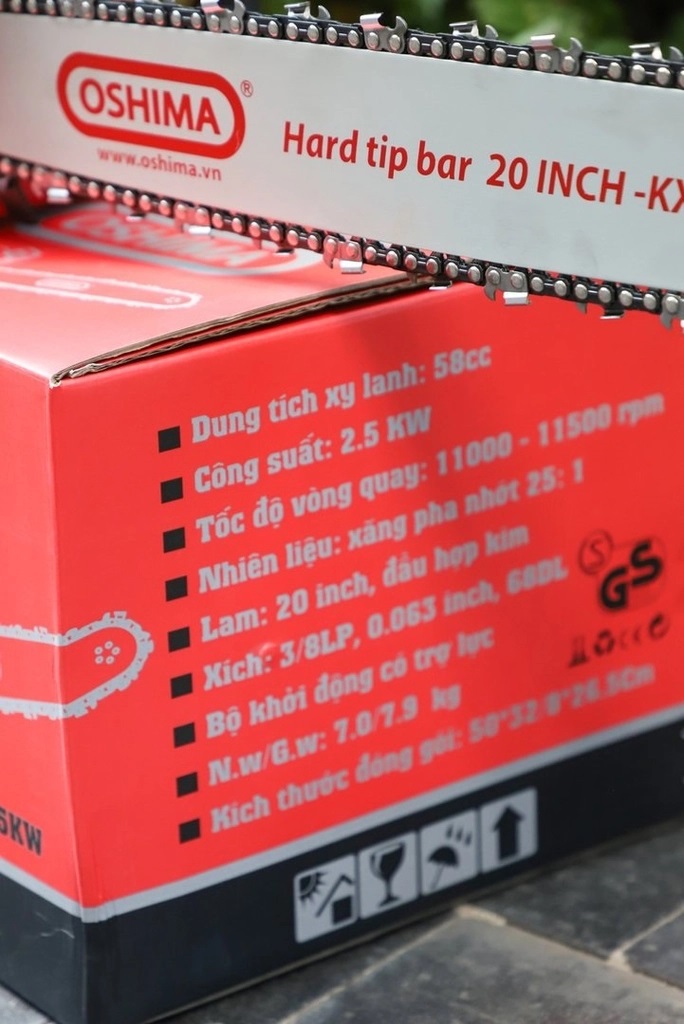 OSHIMA®
www.oshima.vn
Hard tip bar 20 INCH -KX
OSHIMA
Dung tích xy lanh: 58cc
Công suất: 2.5 KW
Tốc độ vòng quay: 11000 - 11500 rpm
Nhiên liệu: xăng pha nhớt 25: 1
Lam: 20 inch, đầu hợp kim
Xích: 3/8LP, 0.063 inch, 68DL
Bộ khởi động có trợ lực
N.w/G.w: 7.0/7.9 kg
Kích thước đóng gói: 50*32/8*26.5Cm
S
GS
5KW